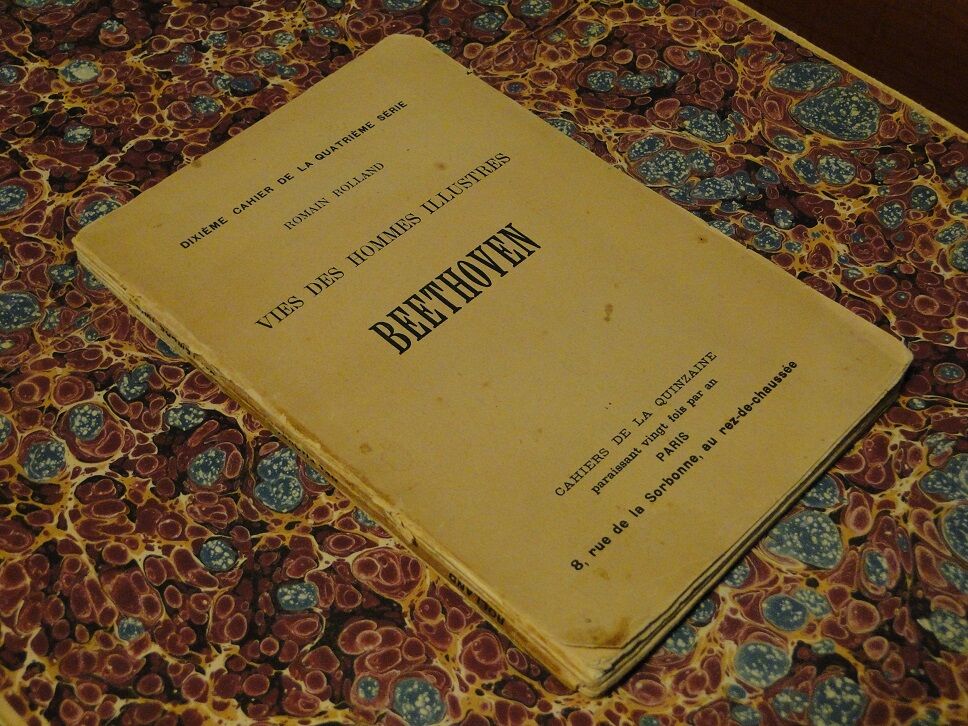 DIXIÈME CAHIER DE LA QUATRIÈME SÉRIE
ROMAIN ROLLAND
VIES DES HOMMES ILLUSTRES
BEETHOVEN
CAHIERS DE LA QUINZAINE
paraissant vingt fois par an
PARIS
8, rue de la Sorbonne, au rez-de-chaussée